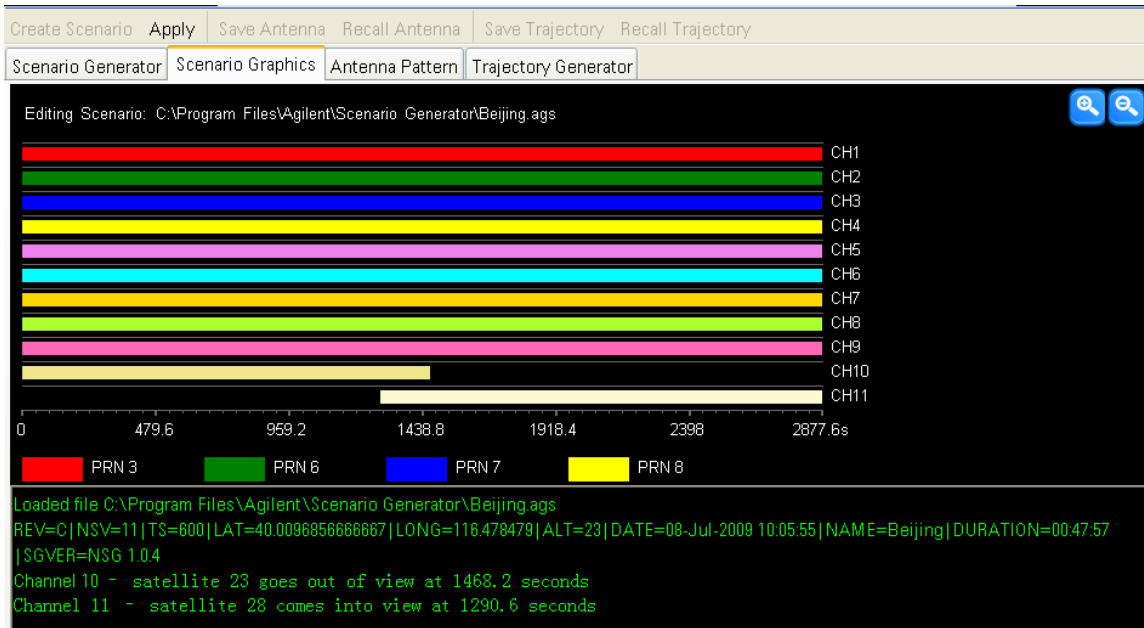 Create Scenario Apply Save Antenna Recall Antenna Save Trajectory Recall Trajectory
Scenario Generator Scenario Graphics Antenna Pattern Trajectory Generator
Editing Scenario: C:\Program Files\Agilent\Scenario Generator\Beijing.ags
CH1
CH2
CH3
CH4
CH5
CH6
CH7
CH8
CH9
CH10
CH11
0 479.6 959.2 1438.8 1918.4 2398 2877.6s
PRN 3 PRN 6 PRN 7 PRN 8
Loaded file C:\Program Files\Agilent\Scenario Generator\Beijing.ags
REV=C|NSV=11|TS=600|LAT=40.0096856666667|LONG=116.478479|ALT=23|DATE=08-Jul-2009 10:05:55|NAME=Beijing|DURATION=00:47:57
|SGVER=NSG 1.0.4
Channel 10 - satellite 23 goes out of view at 1468.2 seconds
Channel 11 - satellite 28 comes into view at 1290.6 seconds